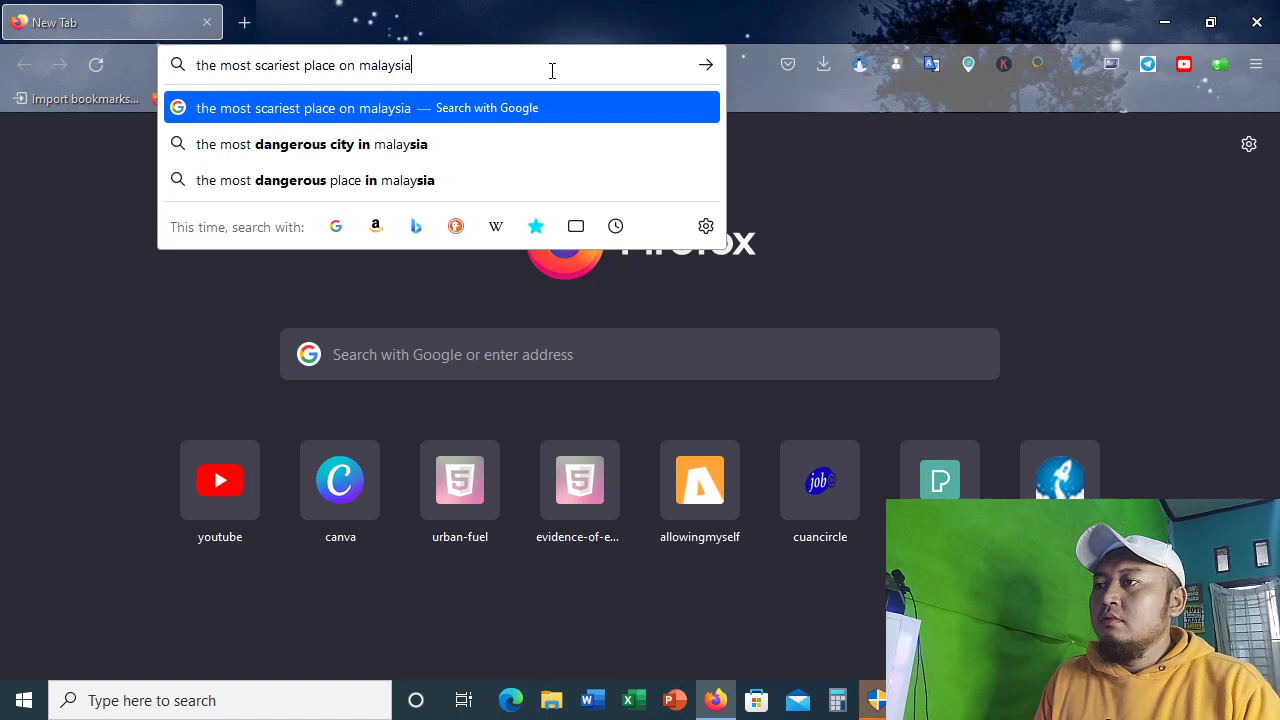 New Tab
the most scariest place on malaysia
Import bookmarks...
the most scariest place on malaysia — Search with Google
the most dangerous city in malaysia
the most dangerous place in malaysia
This time, search with:
Firefox
Search with Google or enter address
youtube
canva
urban-fuel
evidence-of-e...
allowingmyself
cuancircle
Type here to search